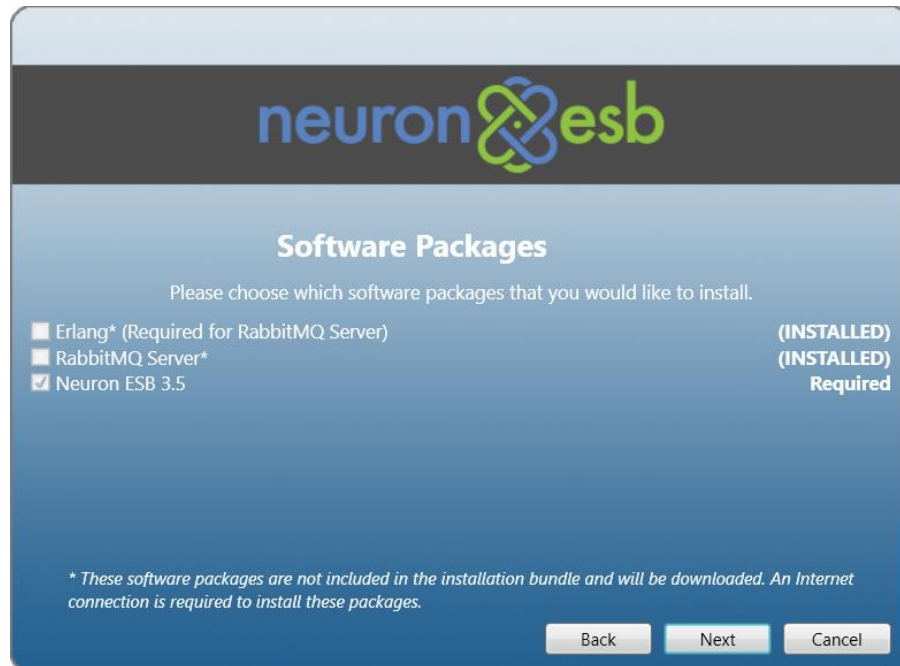 neuron esb
Software Packages
Please choose which software packages that you would like to install.
Erlang* (Required for RabbitMQ Server) (INSTALLED)
RabbitMQ Server* (INSTALLED)
Neuron ESB 3.5 Required
* These software packages are not included in the installation bundle and will be downloaded. An Internet
connection is required to install these packages.
Back Next Cancel